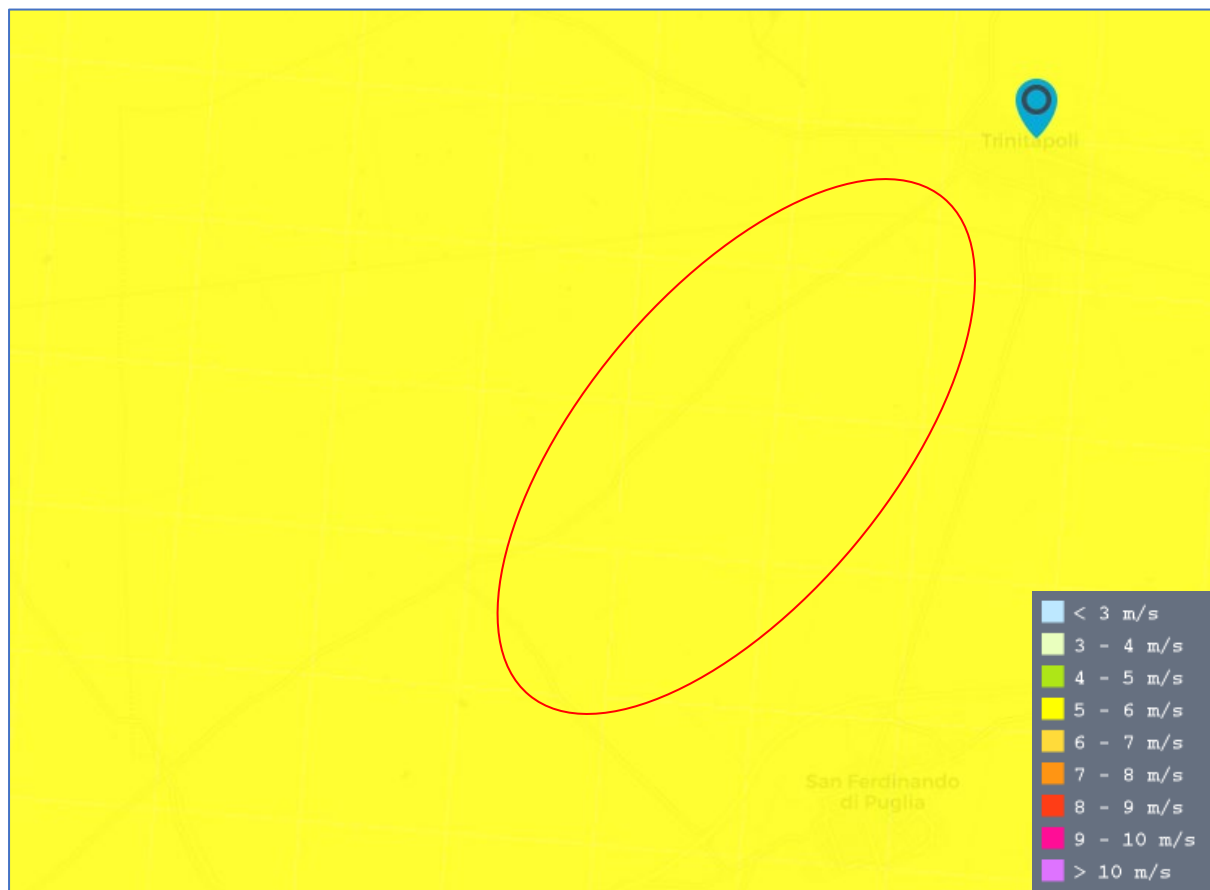 Trinitapoli
San Ferdinando
di Puglia
< 3 m/s
3 - 4 m/s
4 - 5 m/s
5 - 6 m/s
6 - 7 m/s
7 - 8 m/s
8 - 9 m/s
9 - 10 m/s
> 10 m/s